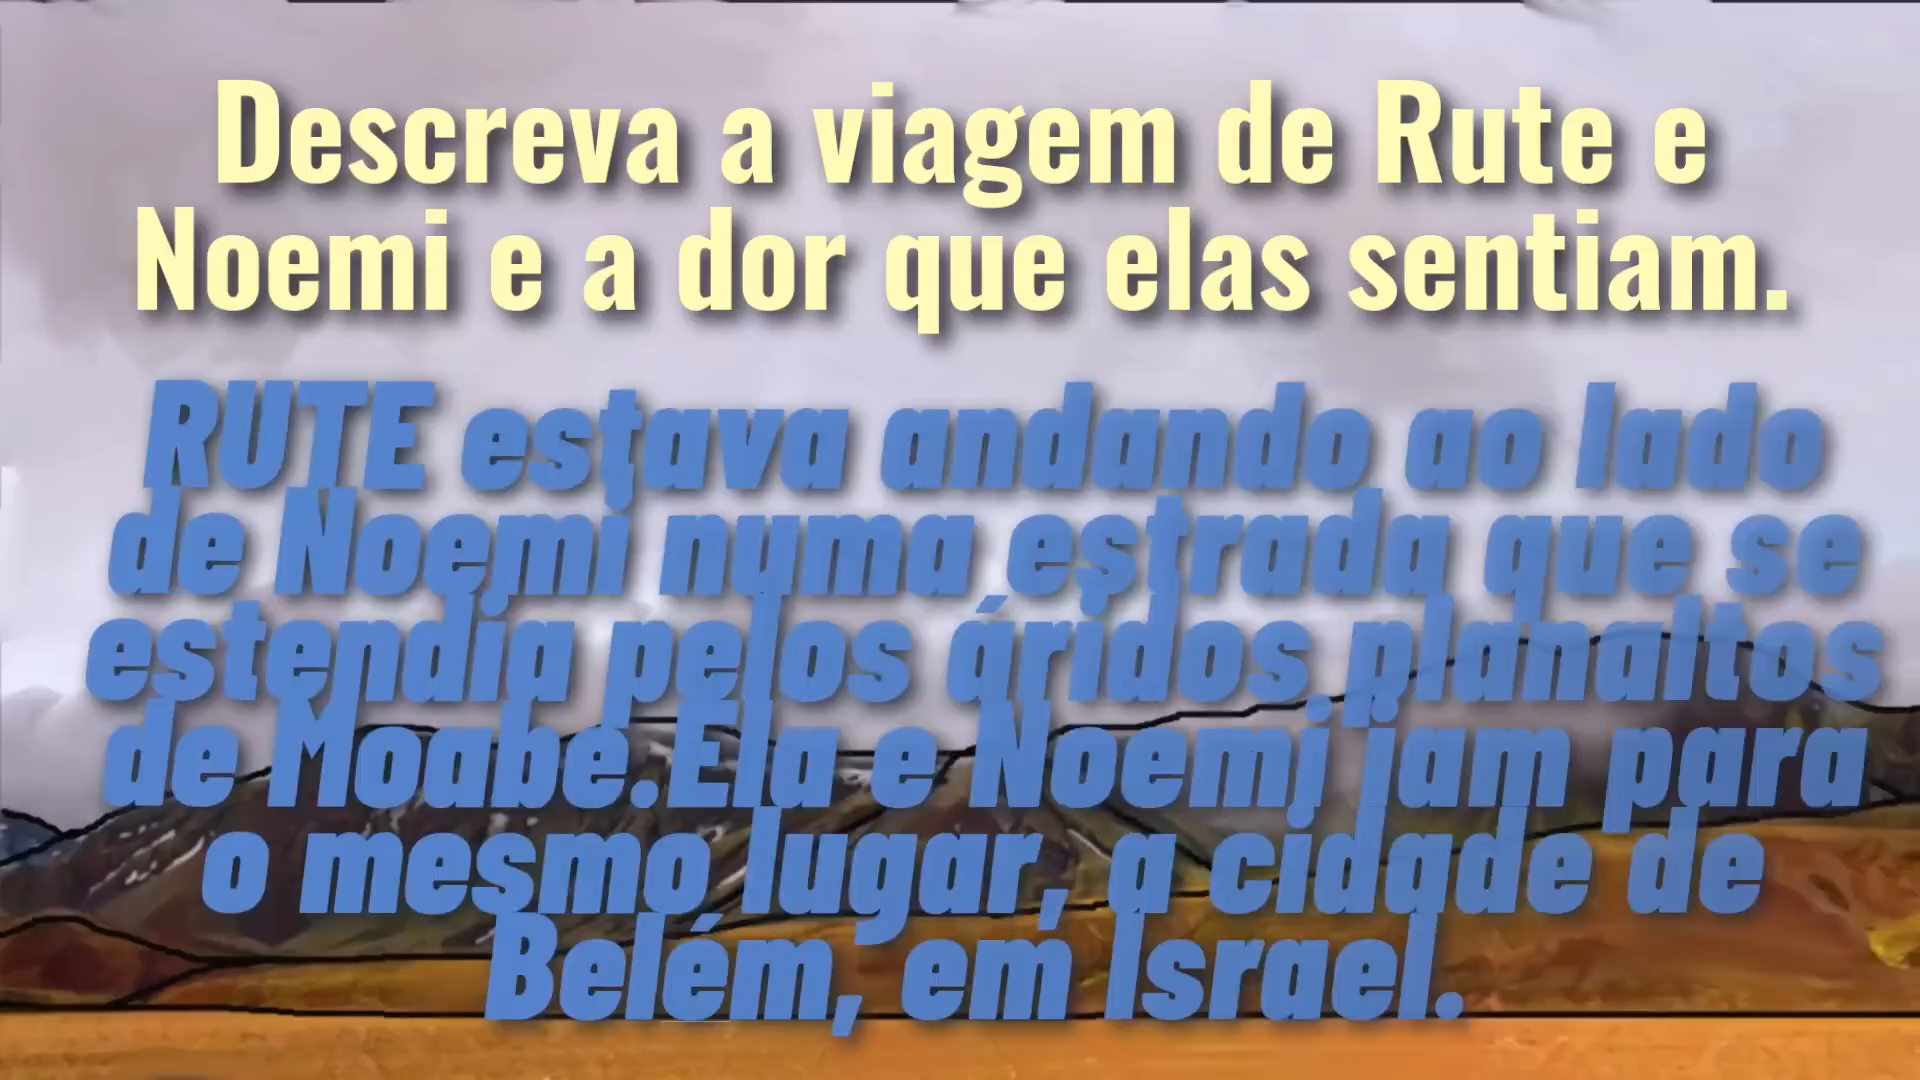 Descreva a viagem de Rute e
Noemi e a dor que elas sentiam.
RUTE estava andando ao lado
de Noemi numa estrada que se
estendia pelos áridos planaltos
de Moabe.Ela e Noemi iam para
o mesmo lugar, a cidade de
Belém, em Israel.